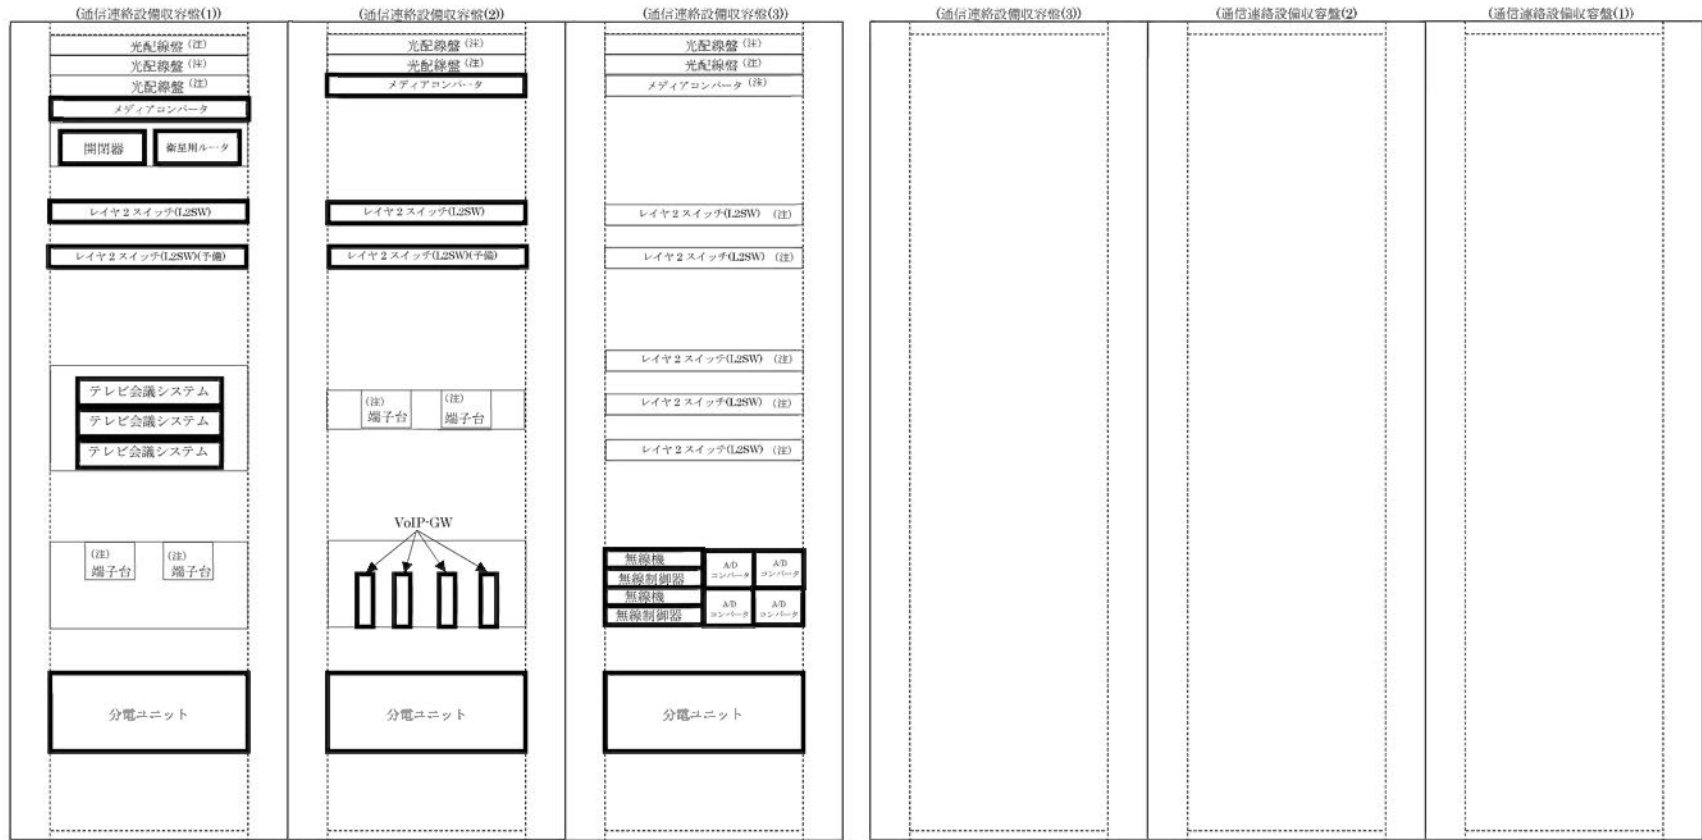 (通信連絡設備収容盤(1))
光配線盤 (注)
光配線盤 (注)
光配線盤 (注)
メディアコンバータ
開閉器
衛星用ルータ
レイヤ2スイッチ(L2SW)
レイヤ2スイッチ(L2SW)(予備)
テレビ会議システム
テレビ会議システム
テレビ会議システム
(注)
端子台
(注)
端子台
分電ユニット
(通信連絡設備収容盤(2))
光配線盤 (注)
光配線盤 (注)
メディアコンバータ
レイヤ2スイッチ(L2SW)
レイヤ2スイッチ(L2SW)(予備)
(注)
端子台
(注)
端子台
VoIP-GW
分電ユニット
(通信連絡設備収容盤(3))
光配線盤 (注)
光配線盤 (注)
メディアコンバータ (注)
レイヤ2スイッチ(L2SW) (注)
レイヤ2スイッチ(L2SW) (注)
レイヤ2スイッチ(L2SW) (注)
レイヤ2スイッチ(L2SW) (注)
レイヤ2スイッチ(L2SW) (注)
無線機
無線制御器
無線機
無線制御器
A/D
コンバータ
A/D
コンバータ
A/D
コンバータ
A/D
コンバータ
分電ユニット
(通信連絡設備収容盤(3))
(通信連絡設備収容盤(2)
(通信連絡設備収容盤(1))